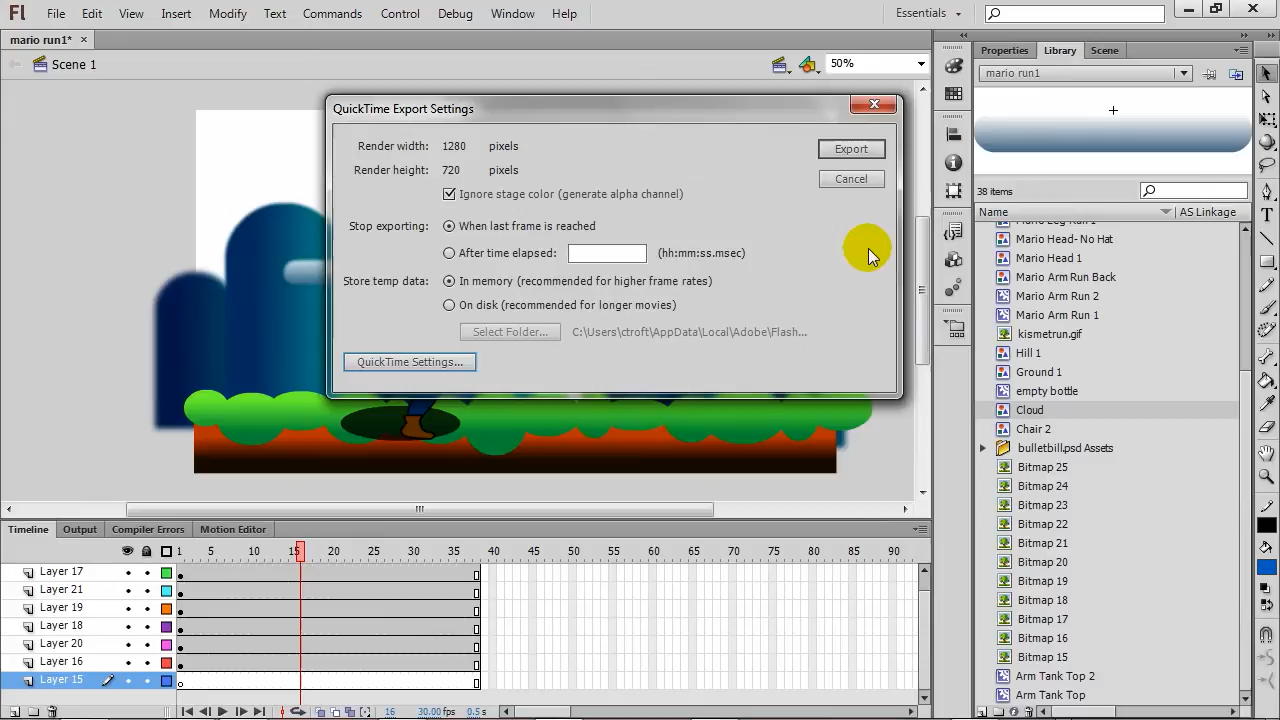 Fl File Edit View Insert Modify Text Commands Control Debug Window Help Essentials
mario run1*
Scene 1 50%
QuickTime Export Settings
Render width: 1280 pixels
Render height: 720 pixels
Ignore stage color (generate alpha channel)
Stop exporting: When last frame is reached
After time elapsed: (hh:mm:ss.msec)
Store temp data: In memory (recommended for higher frame rates)
On disk (recommended for longer movies)
Select Folder... C:\Users\ctroft\AppData\Local\Adobe\Flash...
QuickTime Settings...
Export
Cancel
Properties Library Scene
mario run1
38 items
Name AS Linkage
Mario Leg Run 1
Mario Head- No Hat
Mario Head 1
Mario Arm Run Back
Mario Arm Run 2
Mario Arm Run 1
kismetrun.gif
Hill 1
Ground 1
empty bottle
Cloud
Chair 2
bulletbill.psd Assets
Bitmap 25
Bitmap 24
Bitmap 23
Bitmap 22
Bitmap 21
Bitmap 20
Bitmap 19
Bitmap 18
Bitmap 17
Bitmap 16
Bitmap 15
Arm Tank Top 2
Arm Tank Top
Timeline Output Compiler Errors Motion Editor
1 5 10 15 20 25 30 35 40 45 50 55 60 65 70 75 80 85 90
Layer 17
Layer 21
Layer 19
Layer 18
Layer 20
Layer 16
Layer 15
16 30.00 fps 0.5 s